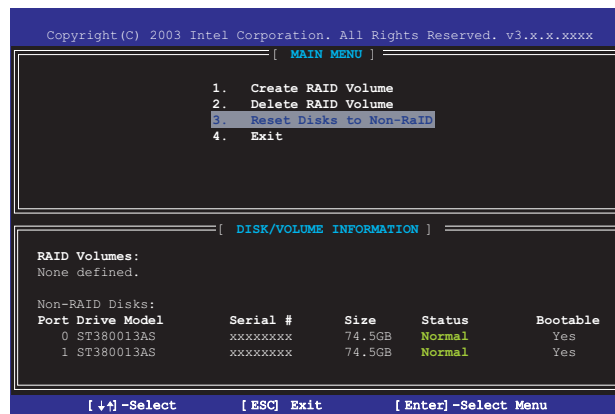 Copyright(C) 2003 Intel Corporation. All Rights Reserved. v3.x.x.xxxx
[ MAIN MENU ]
1. Create RAID Volume
2. Delete RAID Volume
3. Reset Disks to Non-RaID
4. Exit
[ DISK/VOLUME INFORMATION ]
RAID Volumes:
None defined.
Non-RAID Disks:
Port Drive Model Serial # Size Status Bootable
0 ST380013AS xxxxxxxx 74.5GB Normal Yes
1 ST380013AS xxxxxxxx 74.5GB Normal Yes
[↓↑]-Select [ESC] Exit [Enter]-Select Menu